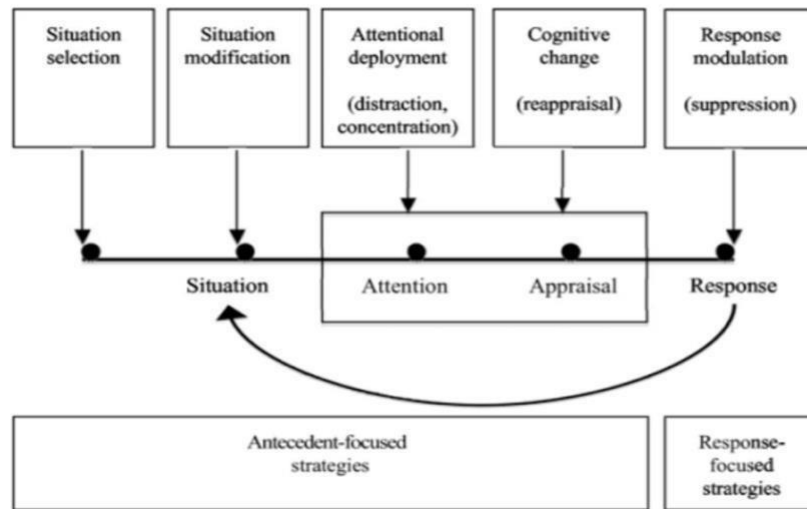 Situation
selection
Situation
modification
Attentional
deployment
(distraction,
concentration)
Cognitive
change
(reappraisal)
Response
modulation
(suppression)
Situation
Attention
Appraisal
Response
Antecedent-focused
strategies
Response-
focused
strategies